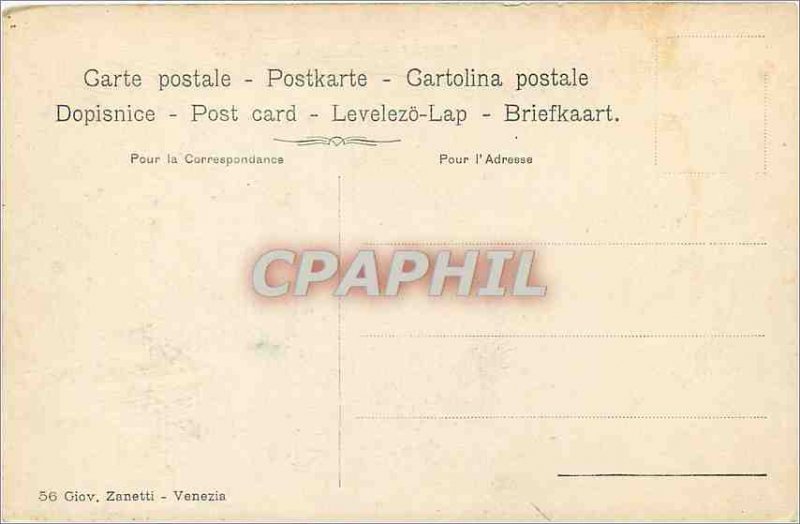 Carte postale - Postkarte - Cartolina postale
Dopisnice - Post card - Levelezö-Lap - Briefkaart.
Pour la Correspondance
Pour l'Adresse
CPAPHIL
56 Giov. Zanetti - Venezia